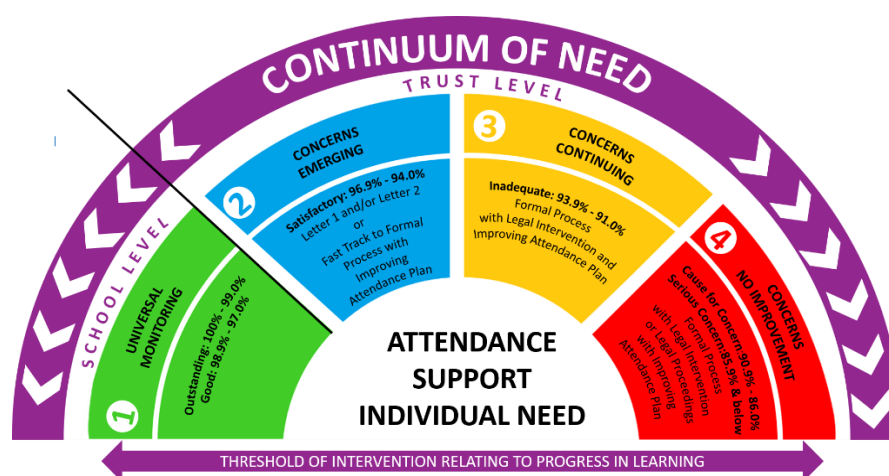 CONTINUUM OF NEED
TRUST LEVEL
SCHOOL LEVEL
1
UNIVERSAL
MONITORING
Outstanding: 100% - 99.0%
Good: 98.9% - 97.0%
2
CONCERNS
EMERGING
Satisfactory: 96.9% - 94.0%
Letter 1 and/or Letter 2
or
Fast Track to Formal
Process with
Improving
Attendance Plan
3
CONCERNS
CONTINUING
Inadequate: 93.9% - 91.0%
Formal Process
with Legal Intervention and
Improving Attendance Plan
4
CONCERNS
NO IMPROVEMENT
Cause for Concern:90.9% - 86.0%
Serious Concern:85.9% & below
Formal Process
with Legal Intervention
or Legal Proceedings
with Improving
Attendance Plan
ATTENDANCE
SUPPORT
INDIVIDUAL NEED
THRESHOLD OF INTERVENTION RELATING TO PROGRESS IN LEARNING